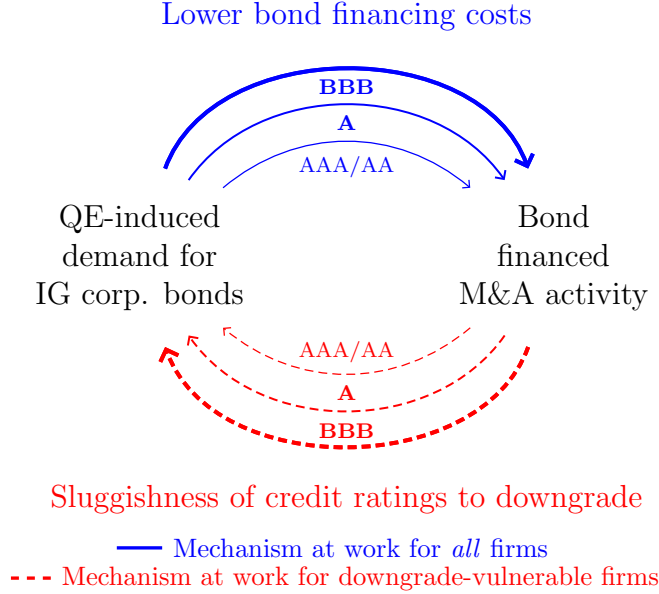 Lower bond financing costs
BBB
A
AAA/AA
QE-induced
demand for
IG corp. bonds
Bond
financed
M&A activity
AAA/AA
A
BBB
Sluggishness of credit ratings to downgrade
Mechanism at work for all firms
Mechanism at work for downgrade-vulnerable firms